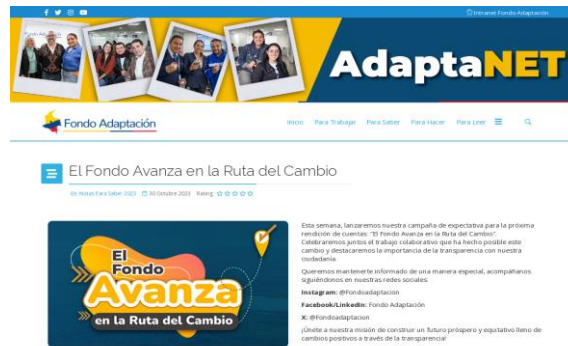 Intranet Fondo Adaptación
AdaptaNET
Fondo Adaptación
Inicio Para Trabajar Para Saber Para Hacer Para Leer
El Fondo Avanza en la Ruta del Cambio
En Notas Para Saber 2023 30 Octubre 2023 Rating:
El
Fondo
Avanza
en la Ruta del Cambio
Esta semana, lanzaremos nuestra campaña de expectativa para la próxima
rendición de cuentas: "El Fondo Avanza en la Ruta del Cambio".
Celebraremos juntos el trabajo colaborativo que ha hecho posible este
cambio y destacaremos la importancia de la transparencia con nuestra
ciudadanía.
Queremos mantenerte informado de una manera especial, acompáñanos
siguiéndonos en nuestras redes sociales:
Instagram: @Fondoadaptacion
Facebook/Linkedin: Fondo Adaptación
X: @Fondoadaptacion
¡Únete a nuestra misión de construir un futuro próspero y equitativo lleno de
cambios positivos a través de la transparencia!